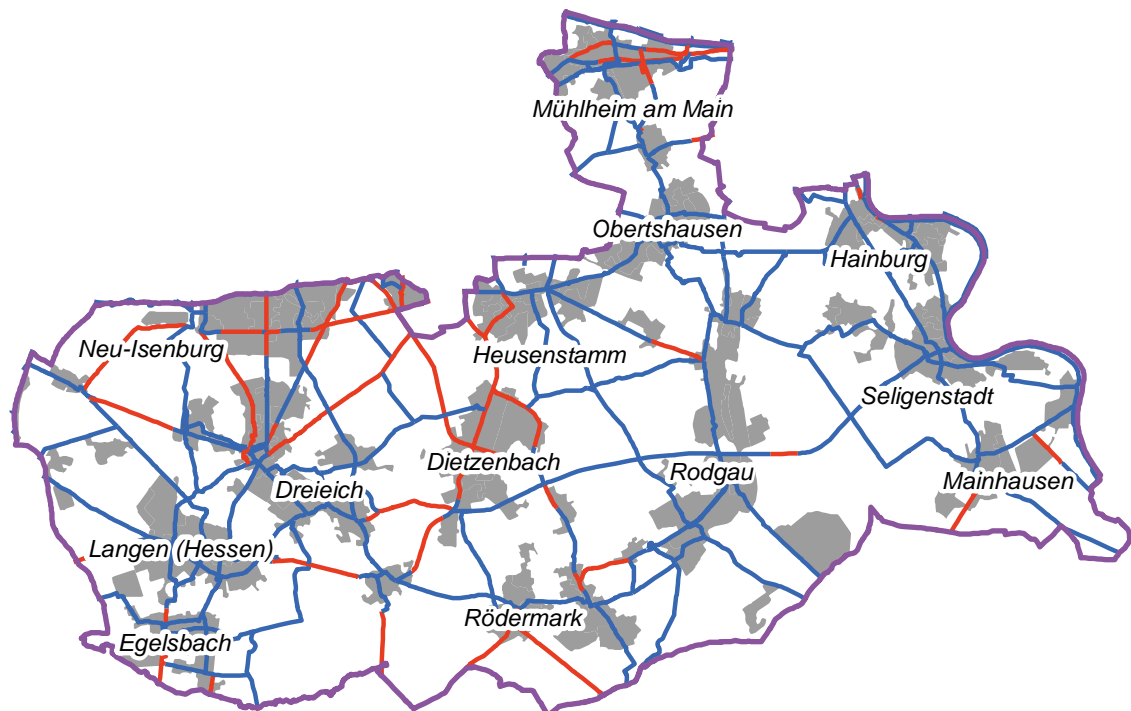 Mühlheim am Main
Obertshausen
Hainburg
Neu-Isenburg
Heusenstamm
Seligenstadt
Dietzenbach
Rodgau
Mainhausen
Dreieich
Langen (Hessen)
Rödermark
Egelsbach